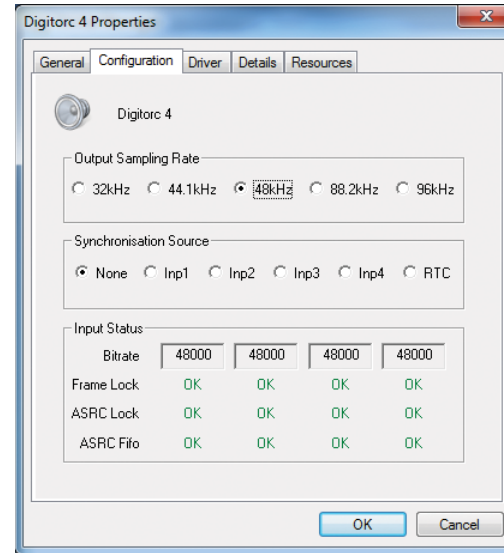 Digitorc 4 Properties
General Configuration Driver Details Resources
Digitorc 4
Output Sampling Rate
32kHz 44.1kHz 48kHz 88.2kHz 96kHz
Synchronisation Source
None Inp1 Inp2 Inp3 Inp4 RTC
Input Status
Bitrate 48000 48000 48000 48000
Frame Lock OK OK OK OK
ASRC Lock OK OK OK OK
ASRC Fifo OK OK OK OK
OK Cancel